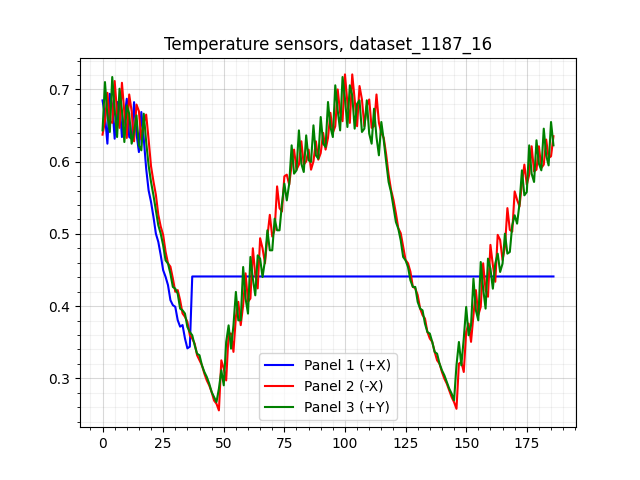 Temperature sensors, dataset_1187_16
0.7
0.6
0.5
0.4
0.3
Panel 1 (+X)
Panel 2 (-X)
Panel 3 (+Y)
0 25 50 75 100 125 150 175